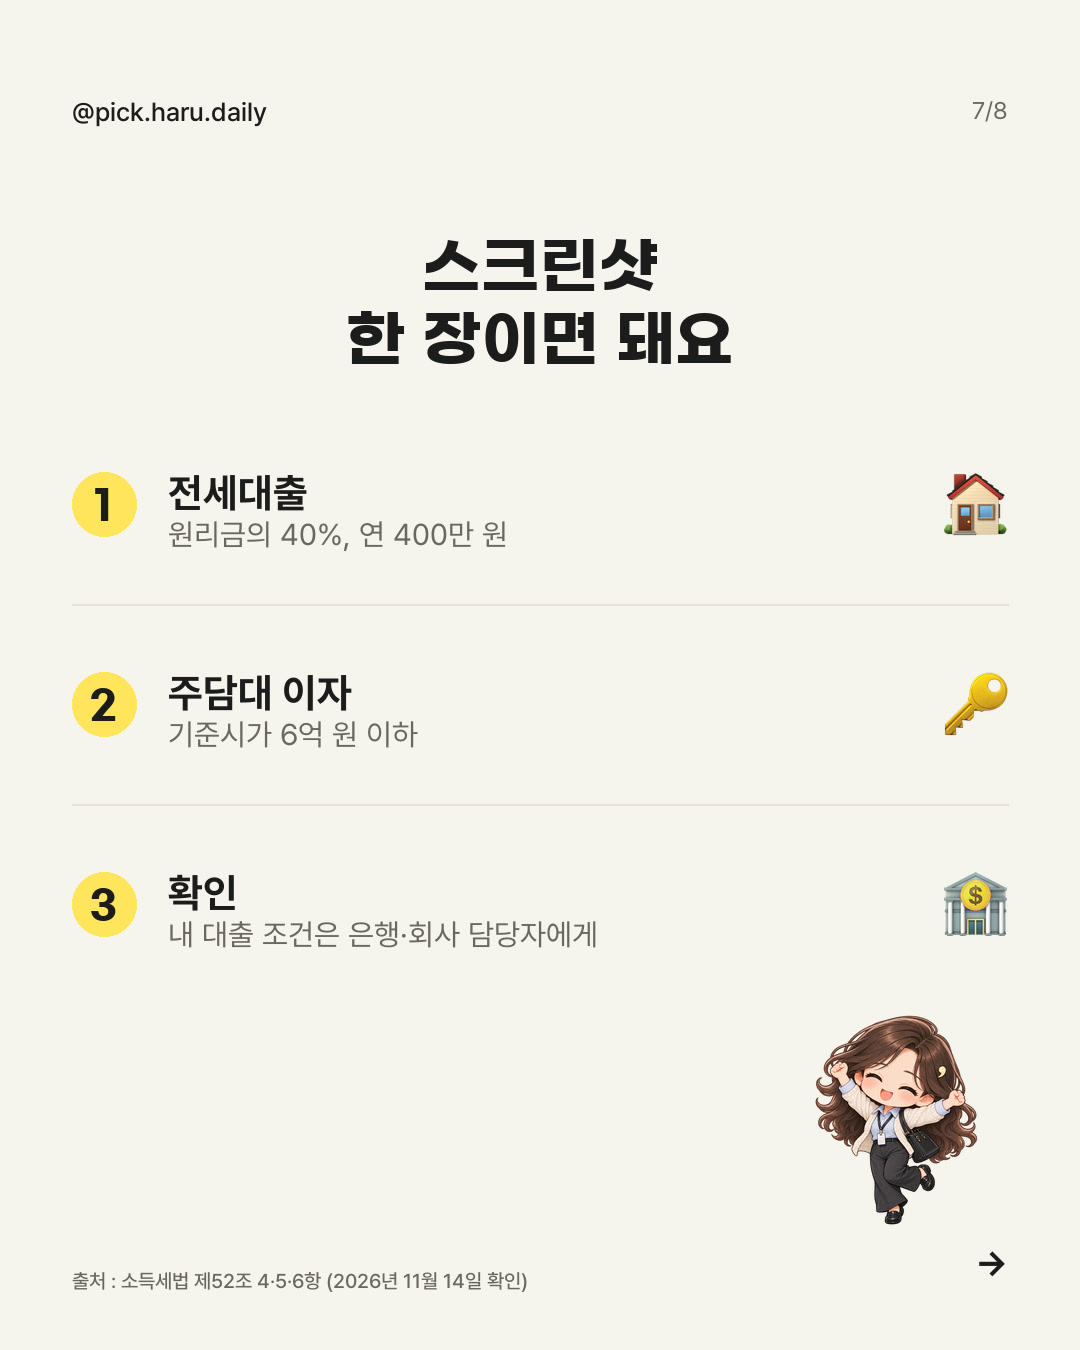 @pick.haru.daily
7/8
스크린샷
한 장이면 돼요
1
전세대출
원리금의 40%, 연 400만 원
2
주담대 이자
기준시가 6억 원 이하
3
확인
내 대출 조건은 은행·회사 담당자에게
출처 : 소득세법 제52조 4·5·6항 (2026년 11월 14일 확인)
→